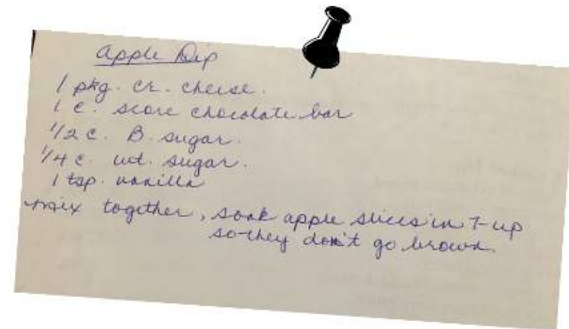 apple Dip
1 pkg. cr. cheese.
1 c. score chocolate bar
1/2 c. B. sugar.
1/4 c. wt. sugar.
1 tsp. vanilla
Mix together, soak apple slices in 7-up
so they don't go brown